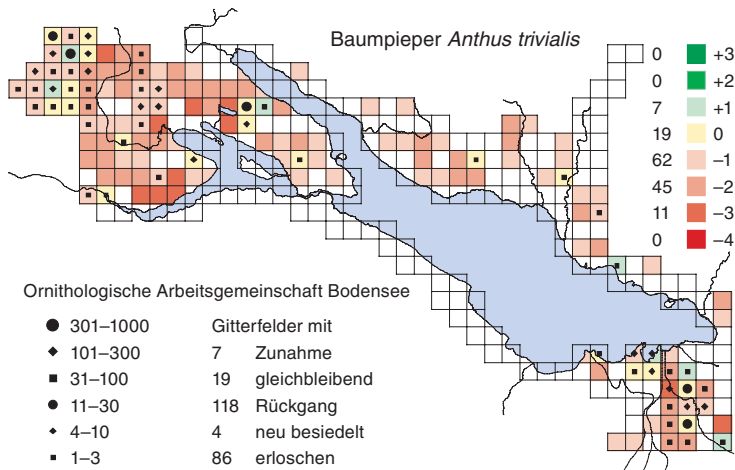 Baumpieper Anthus trivialis
0 +3
0 +2
7 +1
19 0
62 –1
45 –2
11 –3
0 –4
Ornithologische Arbeitsgemeinschaft Bodensee
301–1000 Gitterfelder mit
101–300 7 Zunahme
31–100 19 gleichbleibend
11–30 118 Rückgang
4–10 4 neu besiedelt
1–3 86 erloschen